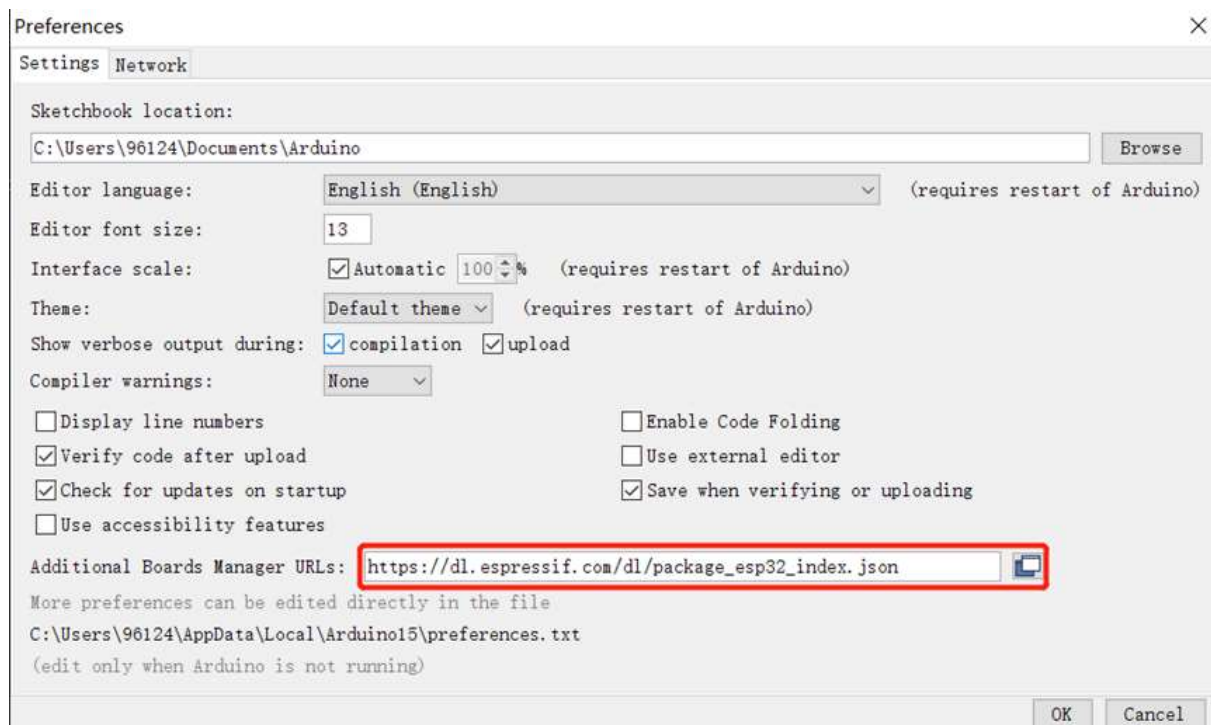 Preferences
Settings Network
Sketchbook location:
C:\Users\96124\Documents\Arduino Browse
Editor language: English (English) (requires restart of Arduino)
Editor font size: 13
Interface scale: Automatic 100 % (requires restart of Arduino)
Theme: Default theme (requires restart of Arduino)
Show verbose output during: compilation upload
Compiler warnings: None
Display line numbers Enable Code Folding
Verify code after upload Use external editor
Check for updates on startup Save when verifying or uploading
Use accessibility features
Additional Boards Manager URLs: https://dl.espressif.com/dl/package_esp32_index.json
More preferences can be edited directly in the file
C:\Users\96124\AppData\Local\Arduino15\preferences.txt
(edit only when Arduino is not running)
OK Cancel